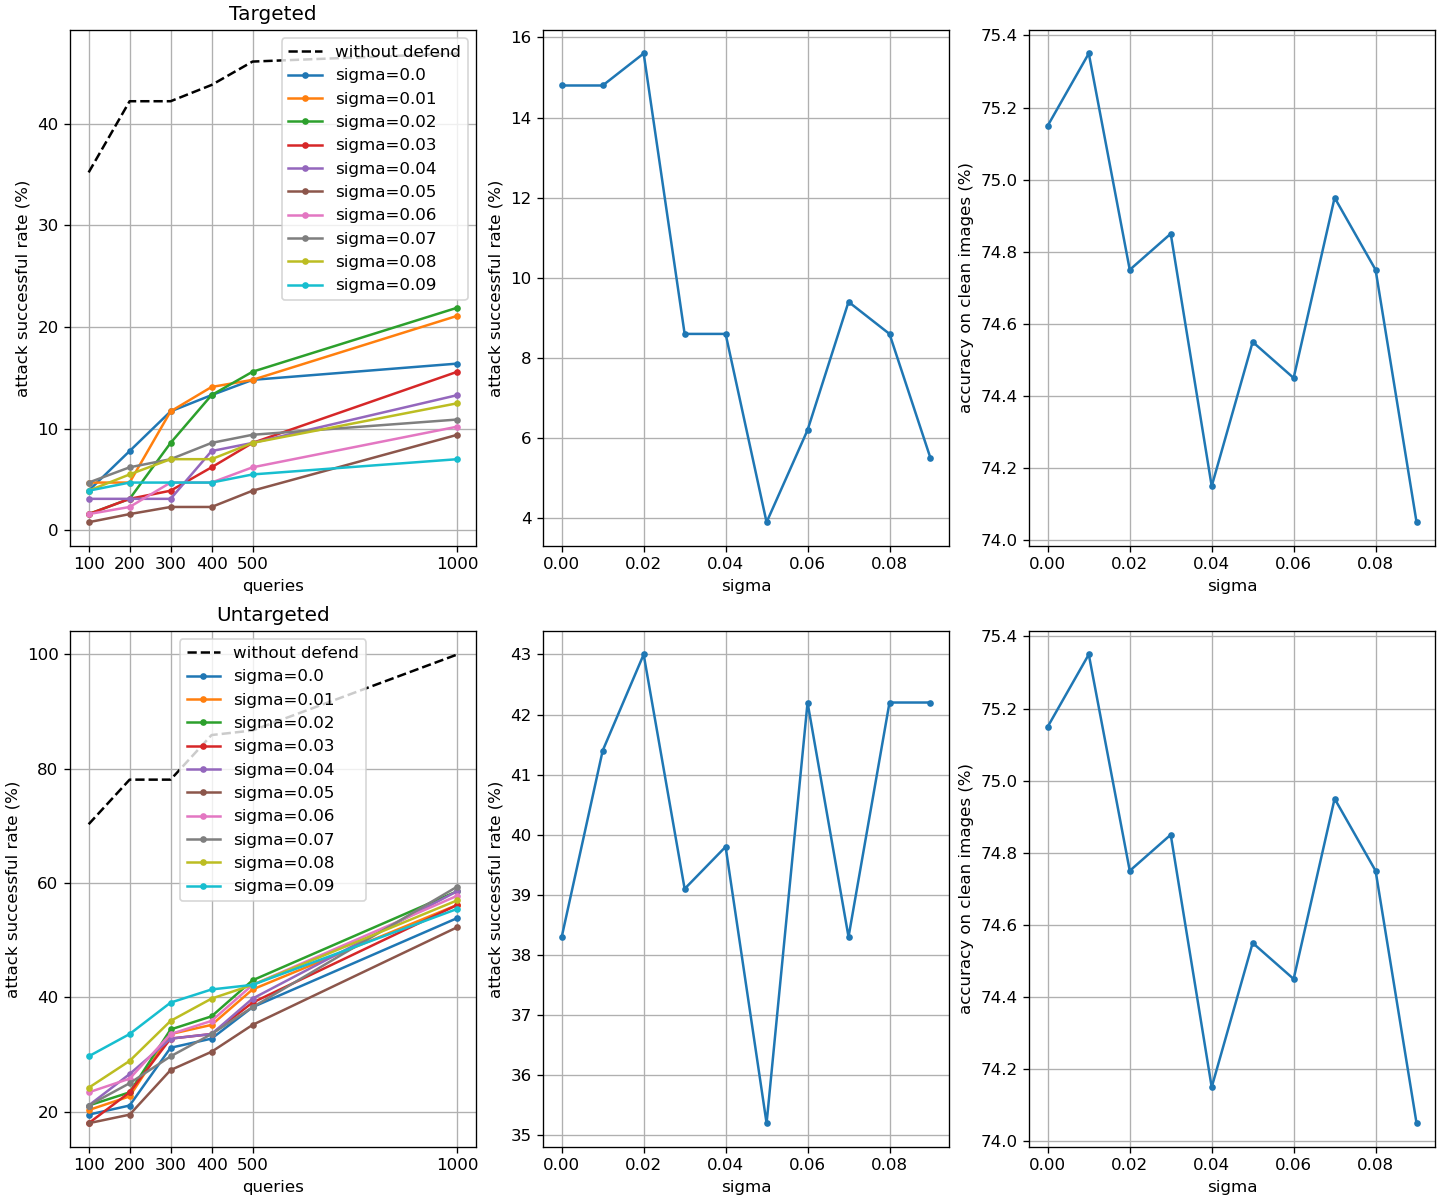 Targeted
without defend
sigma=0.0
sigma=0.01
sigma=0.02
sigma=0.03
sigma=0.04
sigma=0.05
sigma=0.06
sigma=0.07
sigma=0.08
sigma=0.09
attack successful rate (%)
40
30
20
10
0
100 200 300 400 500 1000
queries
attack successful rate (%)
16
14
12
10
8
6
4
0.00 0.02 0.04 0.06 0.08
sigma
accuracy on clean images (%)
75.4
75.2
75.0
74.8
74.6
74.4
74.2
74.0
0.00 0.02 0.04 0.06 0.08
sigma
Untargeted
without defend
sigma=0.0
sigma=0.01
sigma=0.02
sigma=0.03
sigma=0.04
sigma=0.05
sigma=0.06
sigma=0.07
sigma=0.08
sigma=0.09
attack successful rate (%)
100
80
60
40
20
100 200 300 400 500 1000
queries
attack successful rate (%)
43
42
41
40
39
38
37
36
35
0.00 0.02 0.04 0.06 0.08
sigma
accuracy on clean images (%)
75.4
75.2
75.0
74.8
74.6
74.4
74.2
74.0
0.00 0.02 0.04 0.06 0.08
sigma